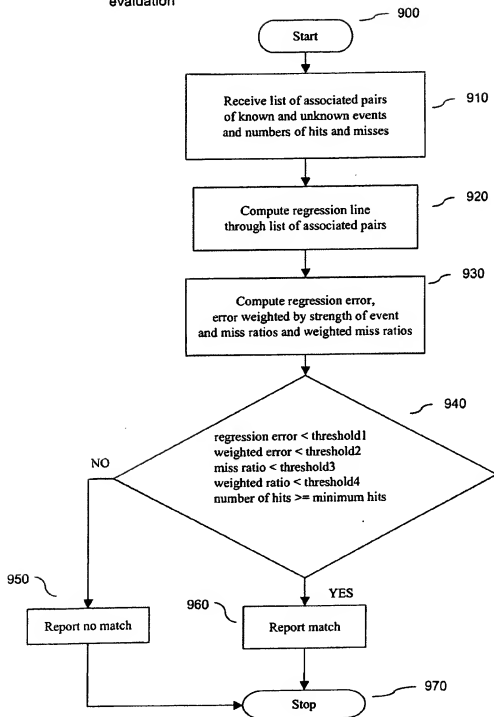 evaluation
900
Start
910
Receive list of associated pairs
of known and unknown events
and numbers of hits and misses
920
Compute regression line
through list of associated pairs
930
Compute regression error,
error weighted by strength of event
and miss ratios and weighted miss ratios
940
regression error < threshold1
weighted error < threshold2
miss ratio < threshold3
weighted ratio < threshold4
number of hits >= minimum hits
NO
YES
950
Report no match
960
Report match
970
Stop